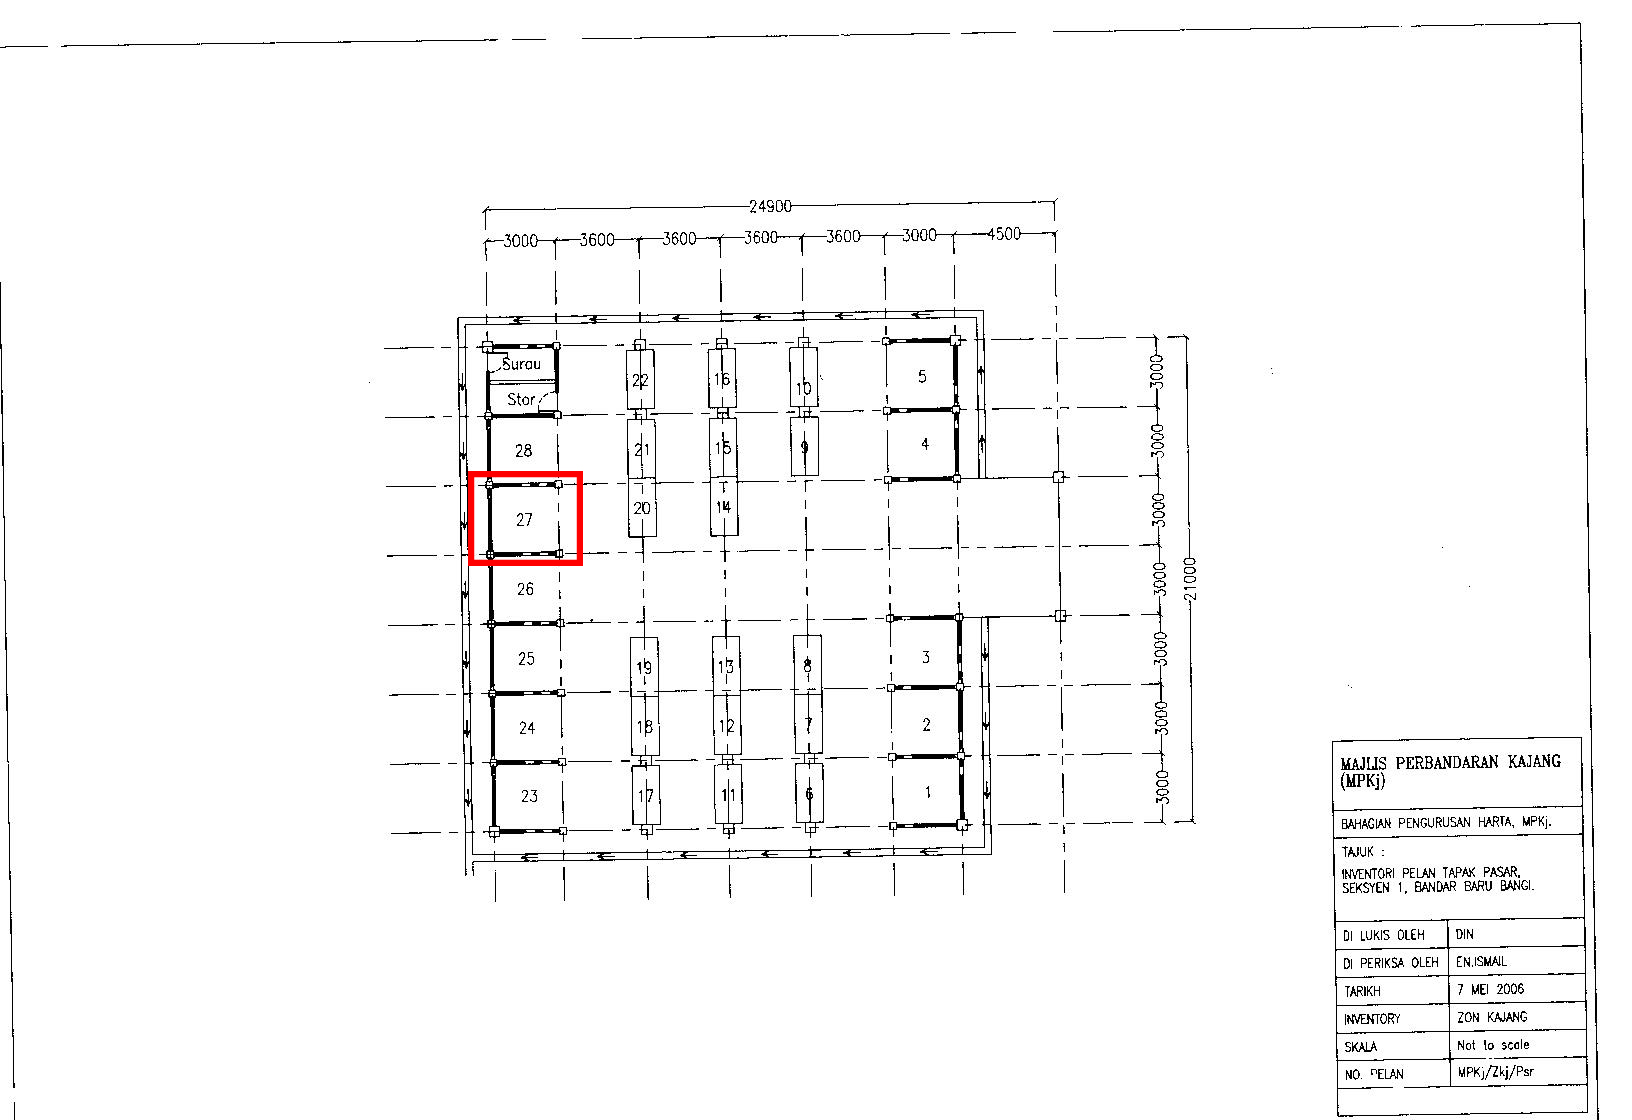 24900
3000 3600 3600 3600 3600 3000 4500
Surau
Stor
22 16 10 5
28 21 15 9 4
27 20 14
26
25 19 13 8 3
24 18 12 7 2
23 17 11 6 1
3000
3000
3000
3000
3000
3000
3000
21000
MAJLIS PERBANDARAN KAJANG
(MPKj)
BAHAGIAN PENGURUSAN HARTA, MPKj.
TAJUK :
INVENTORI PELAN TAPAK PASAR,
SEKSYEN 1, BANDAR BARU BANGI.
DI LUKIS OLEH DIN
DI PERIKSA OLEH EN.ISMAIL
TARIKH 7 MEI 2006
INVENTORY ZON KAJANG
SKALA Not to scale
NO. PELAN MPKj/Zkj/Psr